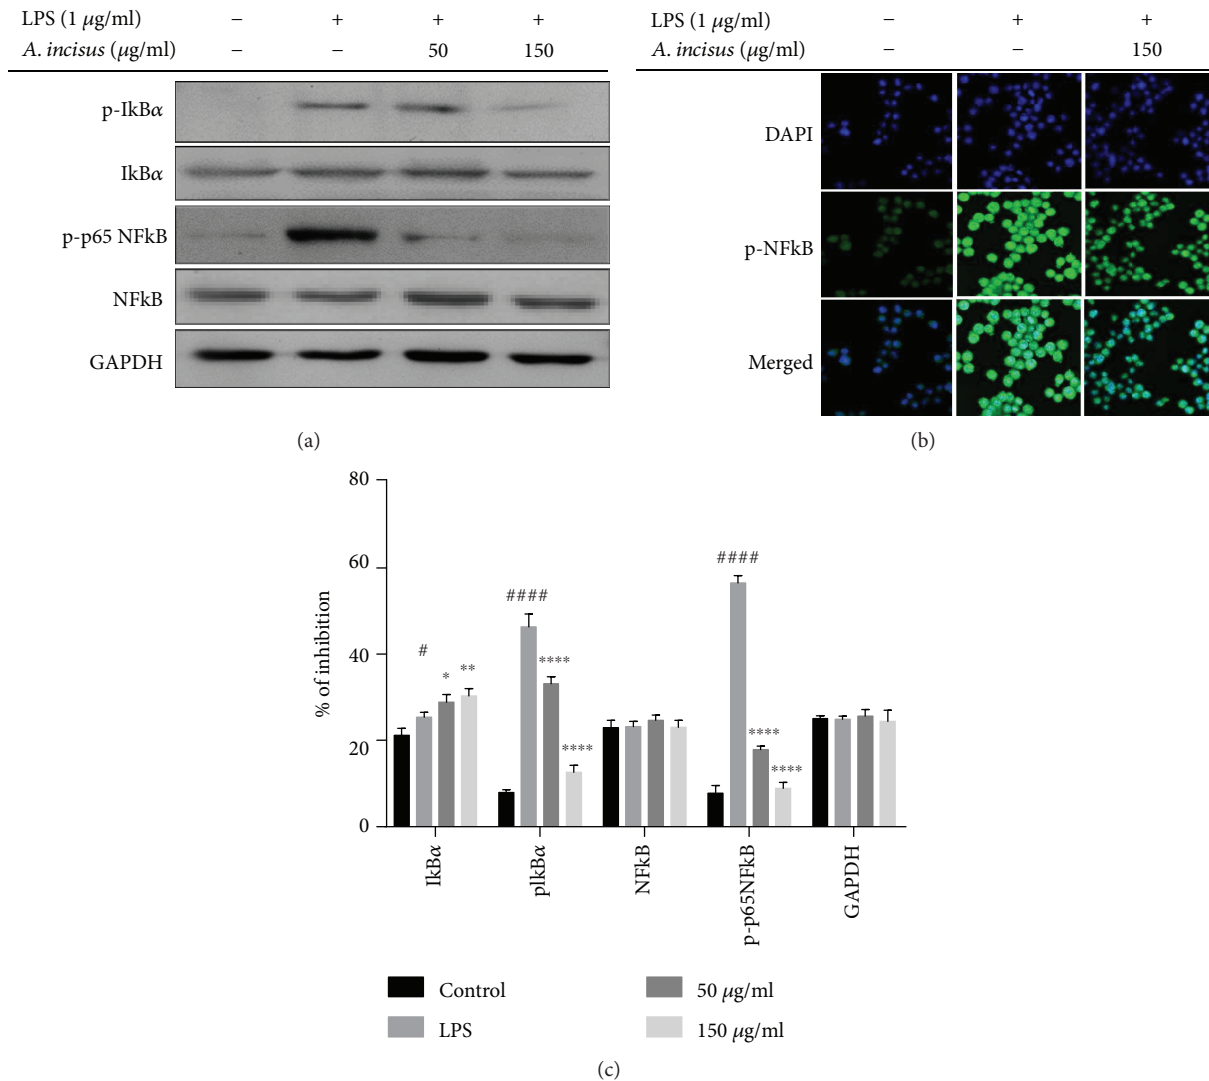 LPS (1 μg/ml) − + + +
A. incisus (μg/ml) − − 50 150
p-IkBα
IkBα
p-p65 NFkB
NFkB
GAPDH
(a)
LPS (1 μg/ml) − + +
A. incisus (μg/ml) − − 150
DAPI
p-NFkB
Merged
(b)
% of inhibition
80
60
40
20
0
#
*
**
####
****
****
####
****
****
IkBα
pIkBα
NFkB
p-p65NFkB
GAPDH
Control
LPS
50 μg/ml
150 μg/ml
(c)